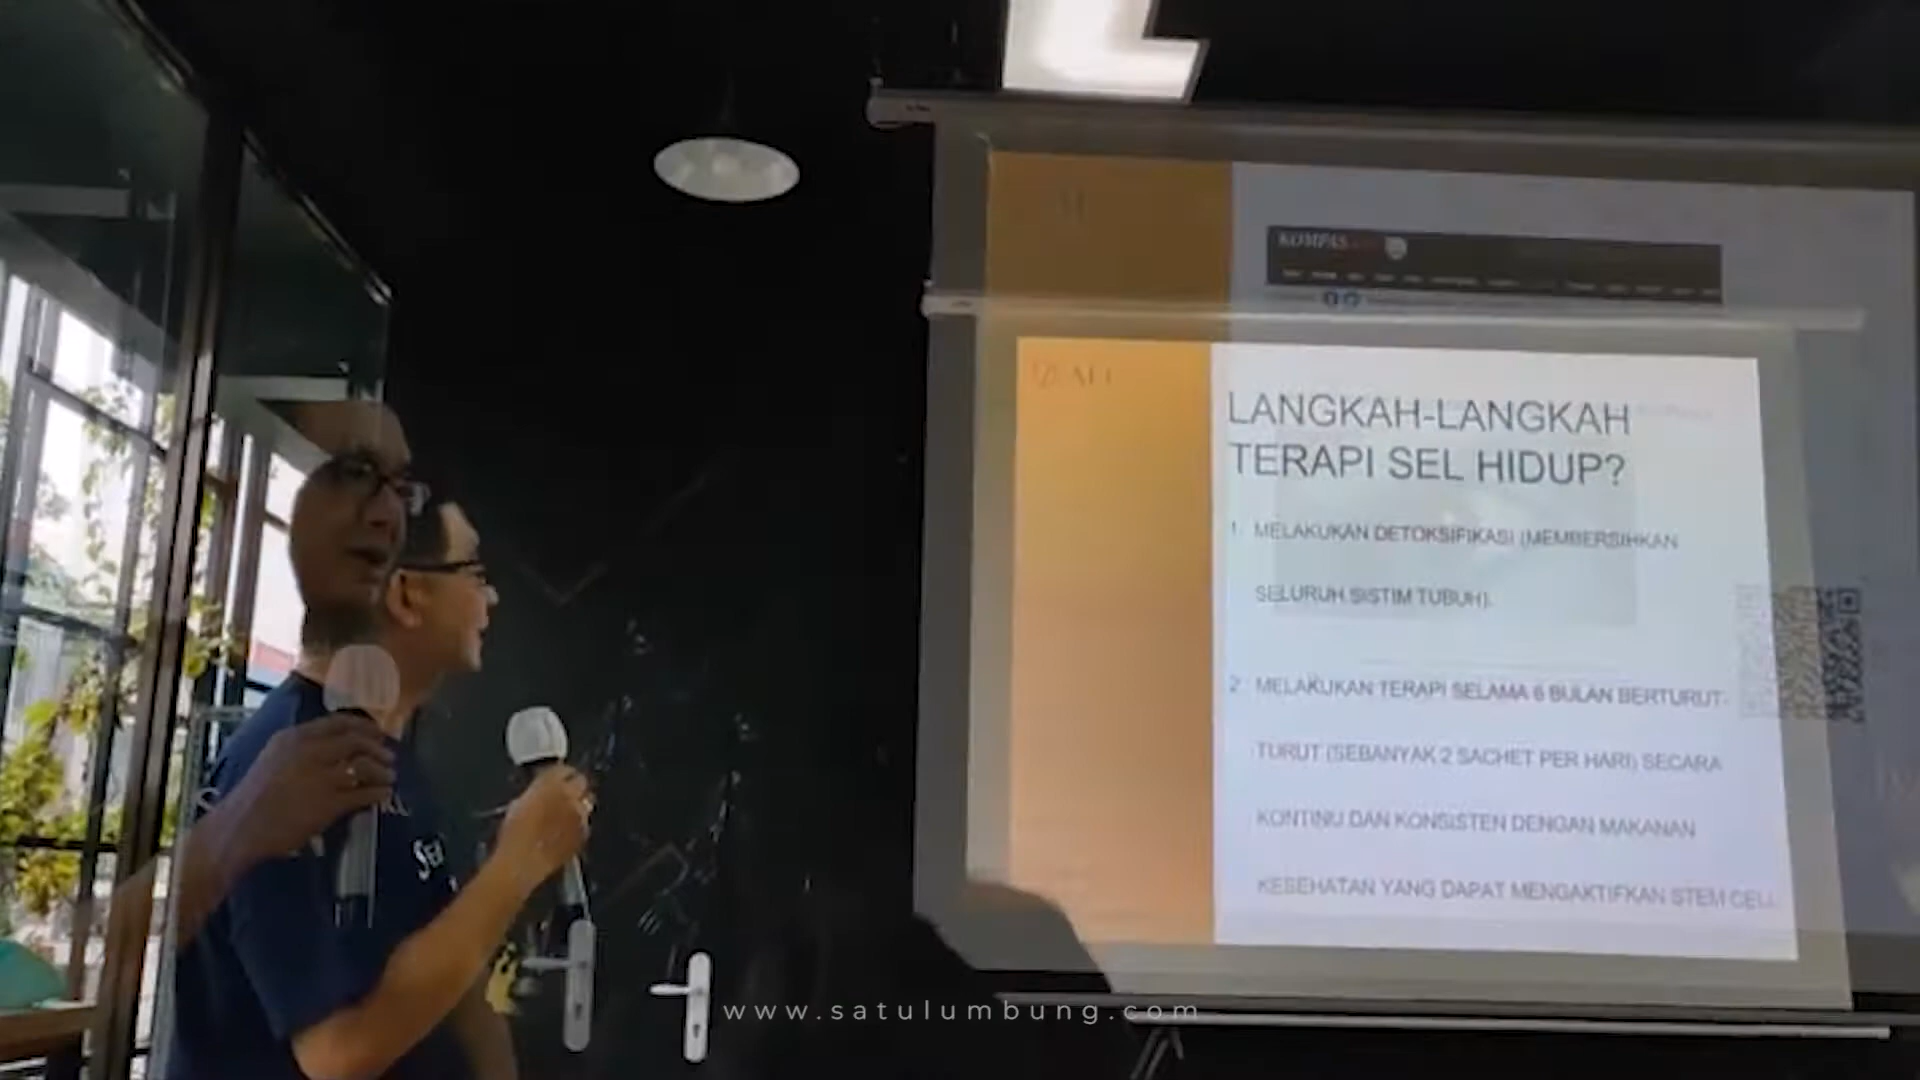 KOMPAS
LANGKAH-LANGKAH
TERAPI SEL HIDUP?
1. MELAKUKAN DETOKSIFIKASI (MEMBERSIHKAN
SELURUH SISTIM TUBUH).
2. MELAKUKAN TERAPI SELAMA 6 BULAN BERTURUT-
TURUT (SEBANYAK 2 SACHET PER HARI) SECARA
KONTINU DAN KONSISTEN DENGAN MAKANAN
KESEHATAN YANG DAPAT MENGAKTIFKAN STEM CELL
www.satulumbung.com